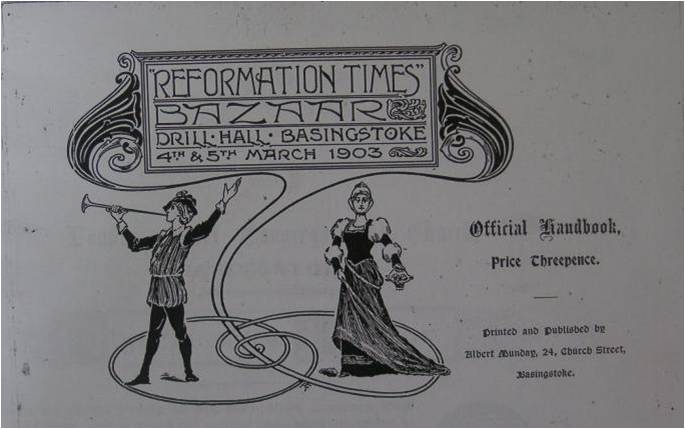 "REFORMATION TIMES"
BAZAAR
DRILL·HALL·BASINGSTOKE
4TH & 5TH MARCH 1903
Official Handbook,
Price Threepence.
Printed and Published by
Albert Munday, 24, Church Street,
Basingstoke.